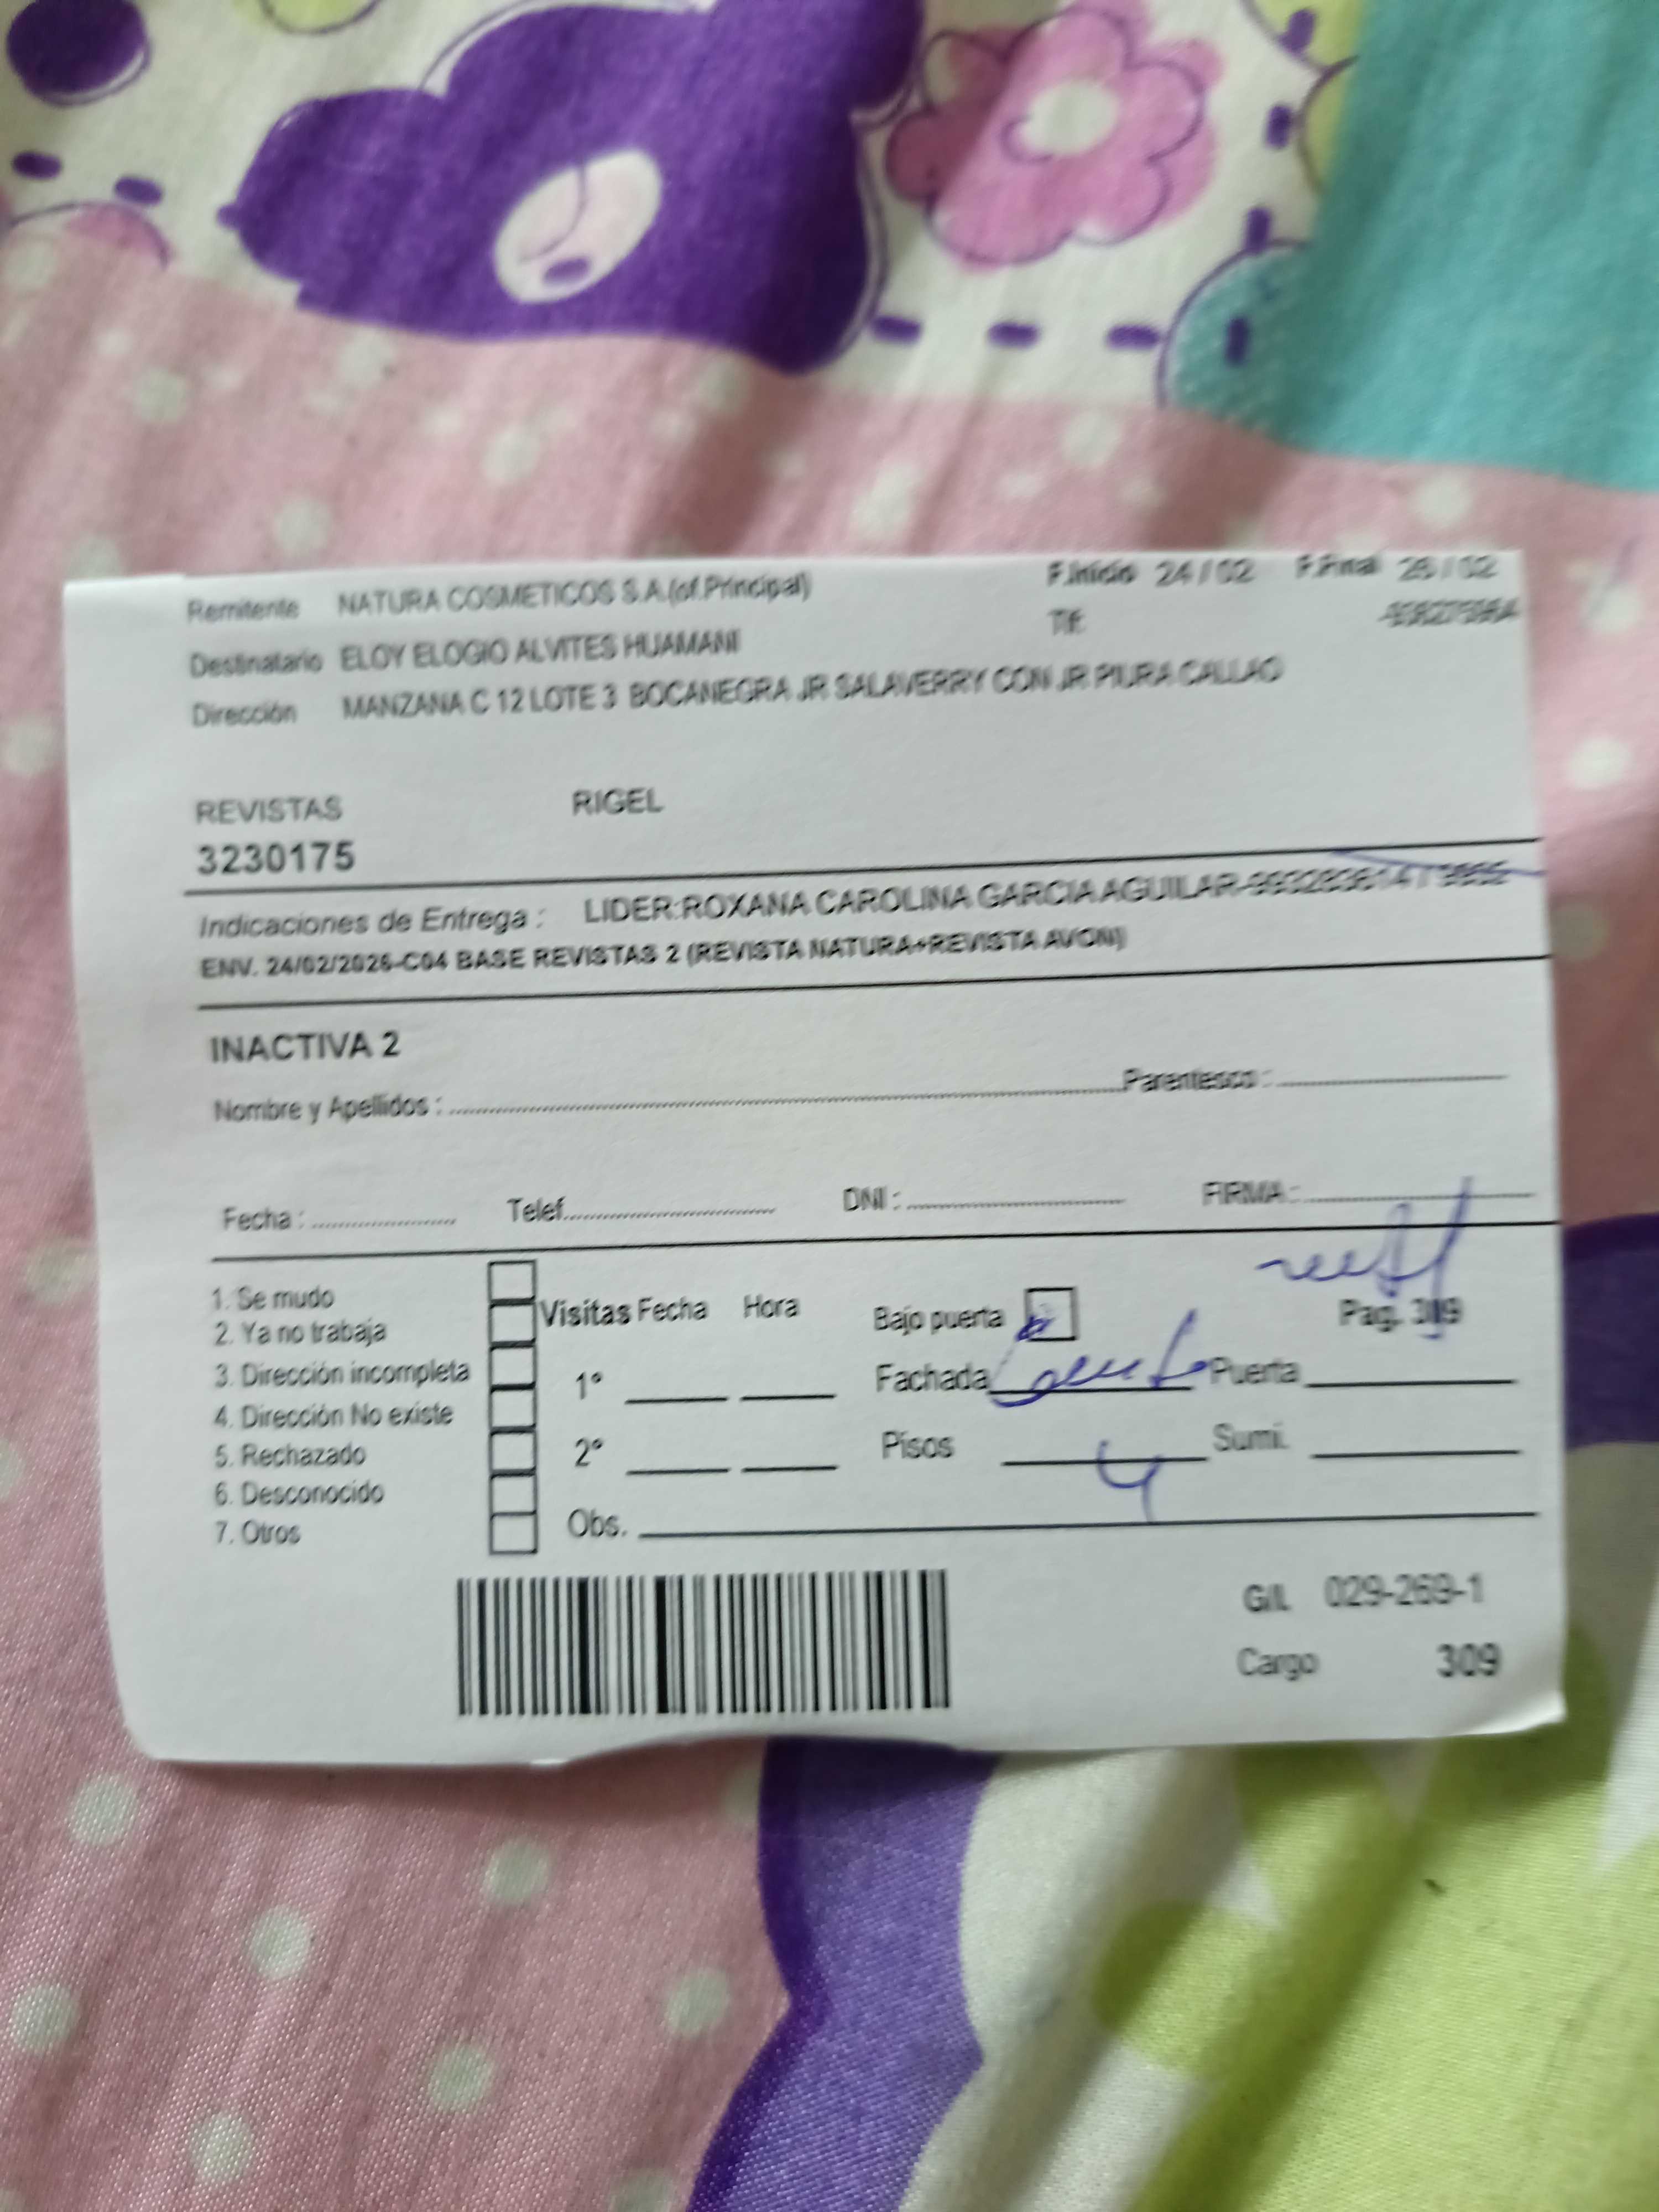 Remitente NATURA COSMETICOS S.A.(of.Principal) F.Inicio 24/02 F.Final 28/02
Destinatario ELOY ELOGIO ALVITES HUAMANI Tlf:
Dirección MANZANA C 12 LOTE 3 BOCANEGRA JR SALAVERRY CON JR PIURA CALLAO
REVISTAS RIGEL
3230175
Indicaciones de Entrega : LIDER:ROXANA CAROLINA GARCIA AGUILAR
ENV. 24/02/2026-C04 BASE REVISTAS 2 (REVISTA NATURA+REVISTA AVON)
INACTIVA 2
Nombre y Apellidos : Parentesco :
Fecha : Telef. DNI : FIRMA :
1. Se mudo
2. Ya no trabaja
3. Dirección incompleta
4. Dirección No existe
5. Rechazado
6. Desconocido
7. Otros
Visitas Fecha Hora
1°
2°
Obs.
Bajo puerta Pag. 309
Fachada Puerta
Pisos 4 Sumi.
G/L 029-269-1
Cargo 309